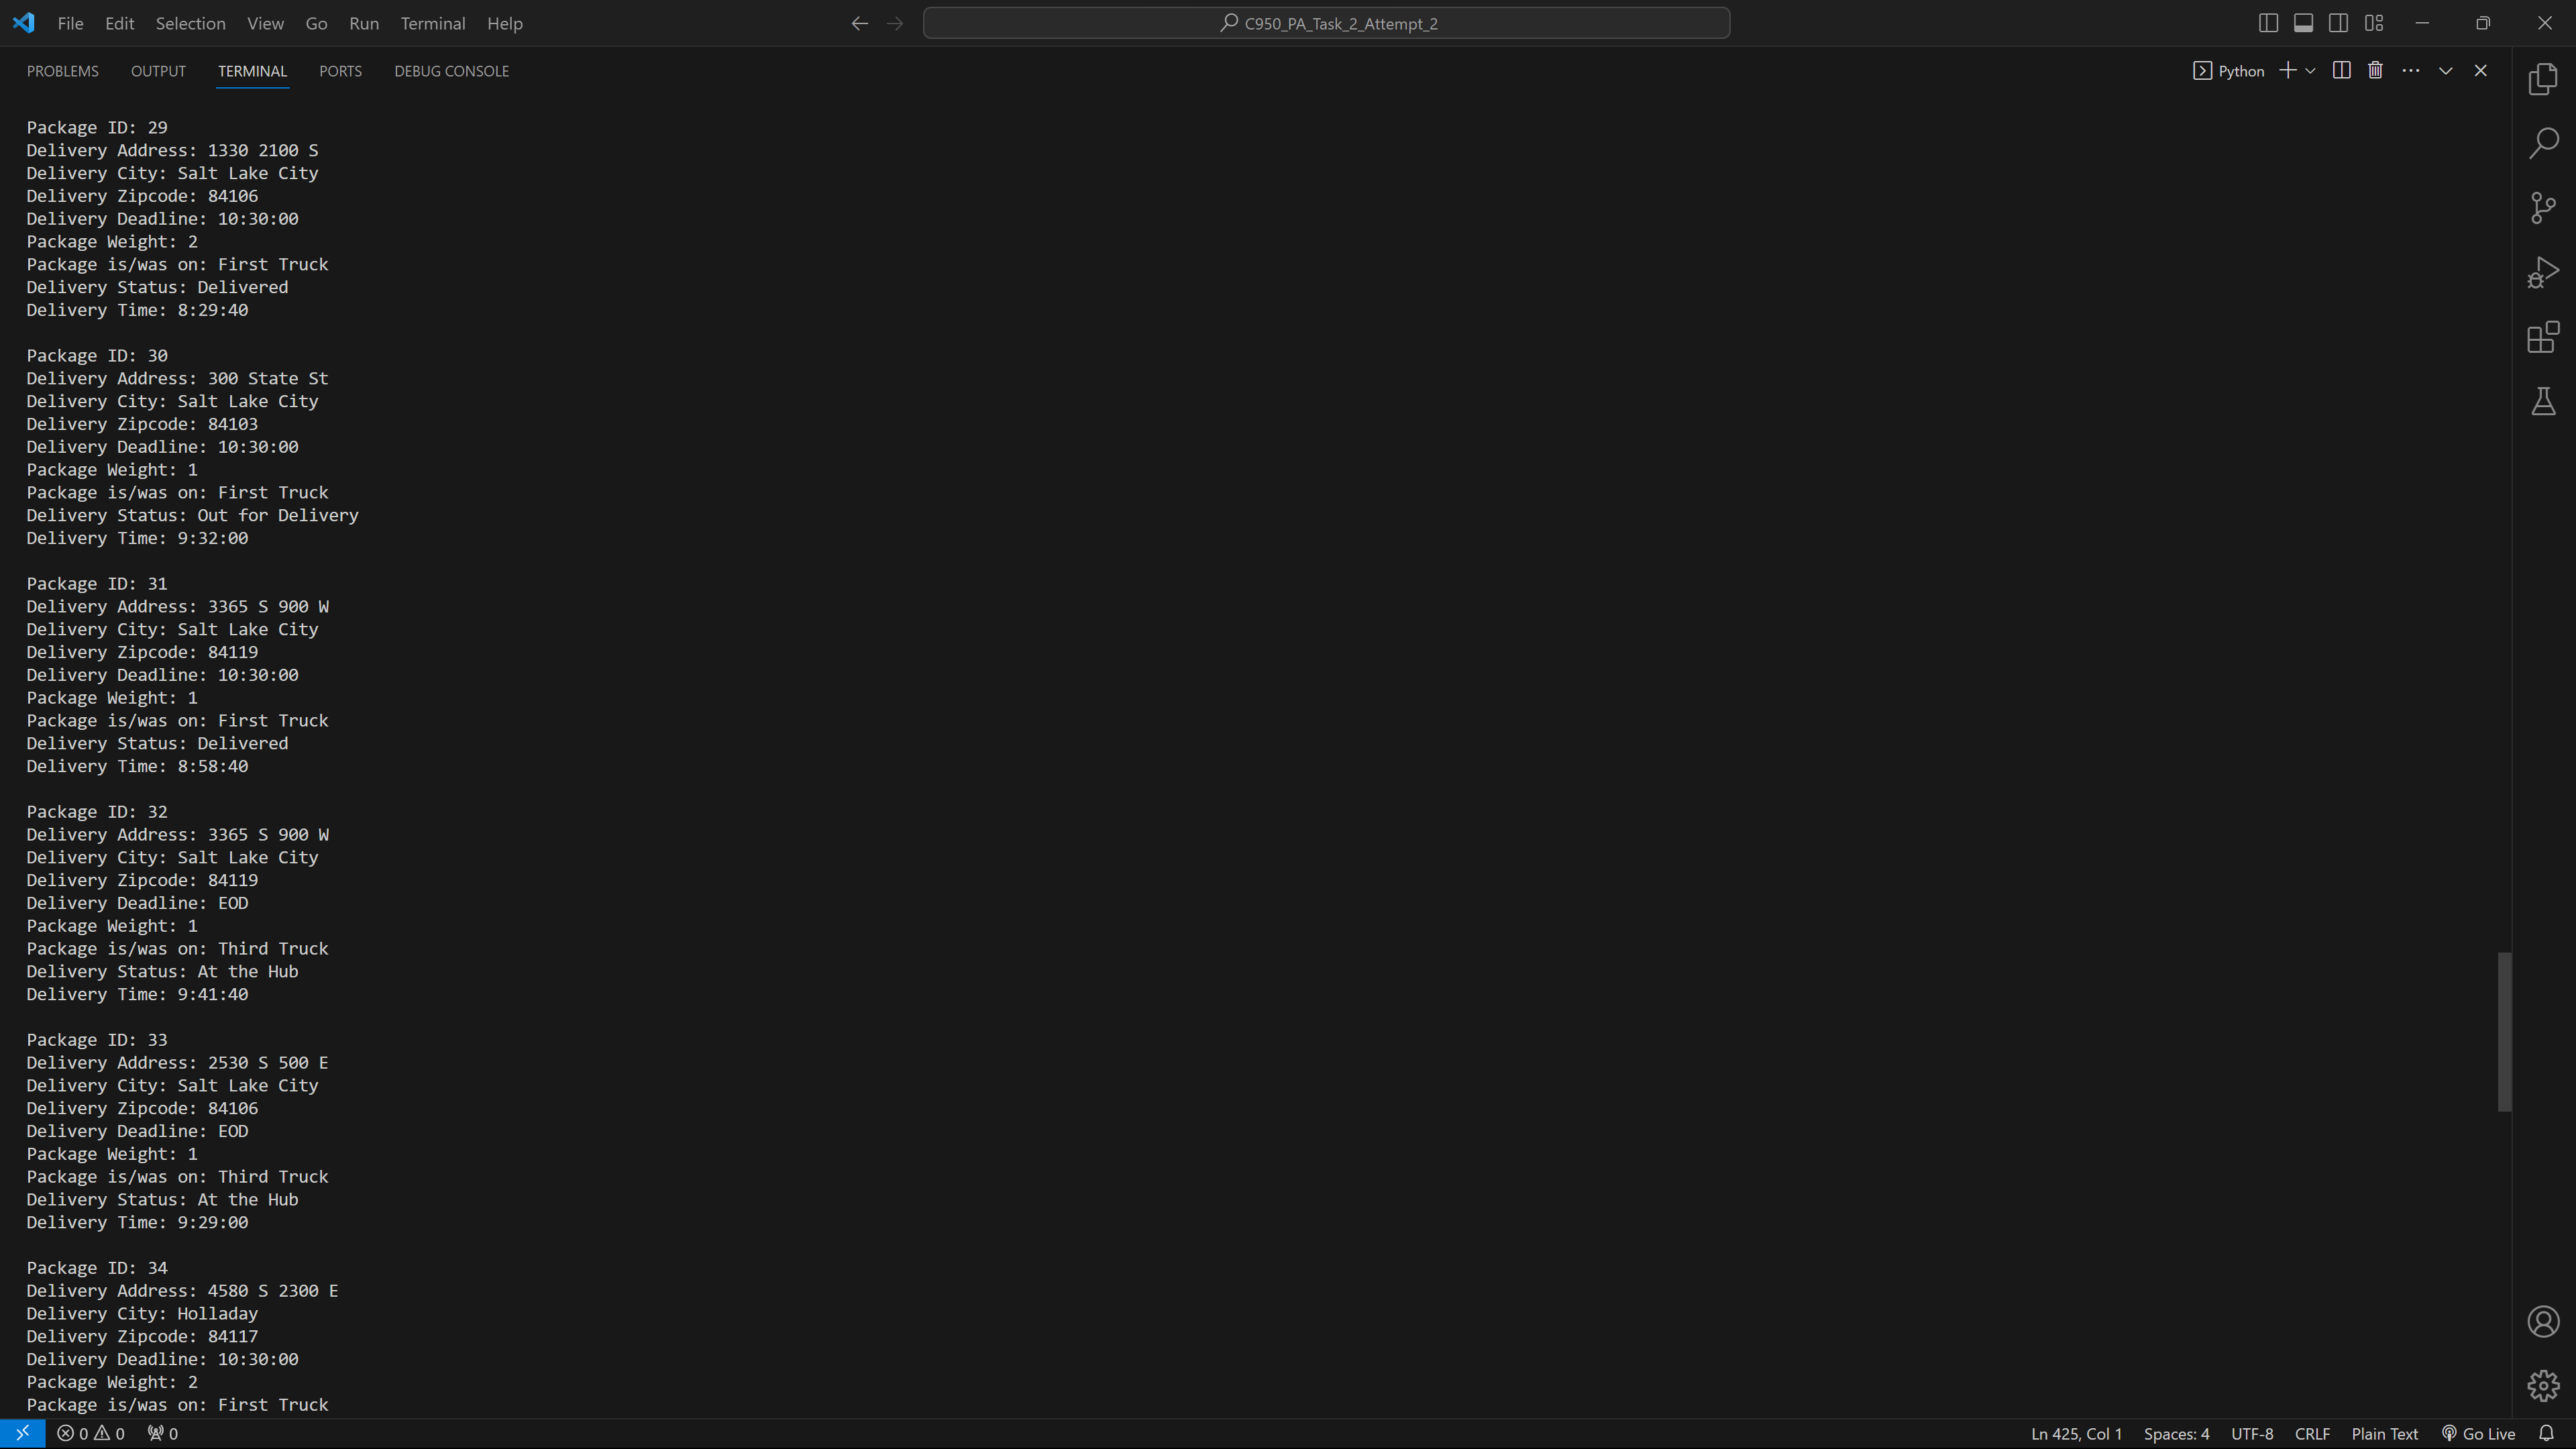 File Edit Selection View Go Run Terminal Help C950_PA_Task_2_Attempt_2
PROBLEMS OUTPUT TERMINAL PORTS DEBUG CONSOLE Python
Package ID: 29
Delivery Address: 1330 2100 S
Delivery City: Salt Lake City
Delivery Zipcode: 84106
Delivery Deadline: 10:30:00
Package Weight: 2
Package is/was on: First Truck
Delivery Status: Delivered
Delivery Time: 8:29:40
Package ID: 30
Delivery Address: 300 State St
Delivery City: Salt Lake City
Delivery Zipcode: 84103
Delivery Deadline: 10:30:00
Package Weight: 1
Package is/was on: First Truck
Delivery Status: Out for Delivery
Delivery Time: 9:32:00
Package ID: 31
Delivery Address: 3365 S 900 W
Delivery City: Salt Lake City
Delivery Zipcode: 84119
Delivery Deadline: 10:30:00
Package Weight: 1
Package is/was on: First Truck
Delivery Status: Delivered
Delivery Time: 8:58:40
Package ID: 32
Delivery Address: 3365 S 900 W
Delivery City: Salt Lake City
Delivery Zipcode: 84119
Delivery Deadline: EOD
Package Weight: 1
Package is/was on: Third Truck
Delivery Status: At the Hub
Delivery Time: 9:41:40
Package ID: 33
Delivery Address: 2530 S 500 E
Delivery City: Salt Lake City
Delivery Zipcode: 84106
Delivery Deadline: EOD
Package Weight: 1
Package is/was on: Third Truck
Delivery Status: At the Hub
Delivery Time: 9:29:00
Package ID: 34
Delivery Address: 4580 S 2300 E
Delivery City: Holladay
Delivery Zipcode: 84117
Delivery Deadline: 10:30:00
Package Weight: 2
Package is/was on: First Truck
0 0 0 Ln 425, Col 1 Spaces: 4 UTF-8 CRLF Plain Text Go Live